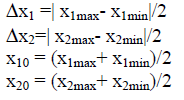 Δx₁ =| x₁ₘₐₓ- x₁ₘᵢₙ|/2
Δx₂=| x₂ₘₐₓ- x₂ₘᵢₙ|/2
x₁₀ = (x₁ₘₐₓ+ x₁ₘᵢₙ)/2
x₂₀ = (x₂ₘₐₓ+ x₂ₘᵢₙ)/2